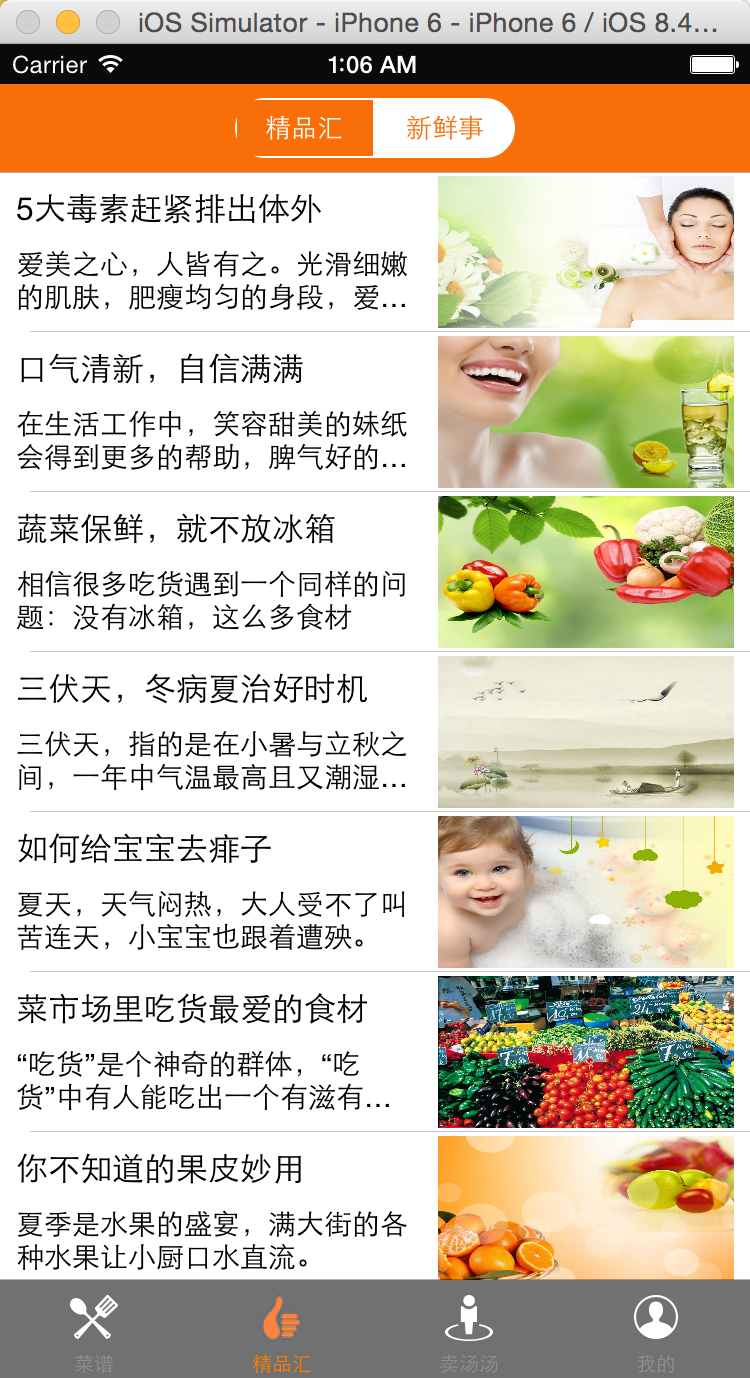 iOS Simulator - iPhone 6 - iPhone 6 / iOS 8.4…
Carrier 1:06 AM
精品汇 新鲜事
5大毒素赶紧排出体外
爱美之心，人皆有之。光滑细嫩
的肌肤，肥瘦均匀的身段，爱…
口气清新，自信满满
在生活工作中，笑容甜美的妹纸
会得到更多的帮助，脾气好的…
蔬菜保鲜，就不放冰箱
相信很多吃货遇到一个同样的问
题：没有冰箱，这么多食材
三伏天，冬病夏治好时机
三伏天，指的是在小暑与立秋之
间，一年中气温最高且又潮湿…
如何给宝宝去痱子
夏天，天气闷热，大人受不了叫
苦连天，小宝宝也跟着遭殃。
菜市场里吃货最爱的食材
“吃货”是个神奇的群体，“吃
货”中有人能吃出一个有滋有…
你不知道的果皮妙用
夏季是水果的盛宴，满大街的各
种水果让小厨口水直流。
菜谱 精品汇 卖汤汤 我的